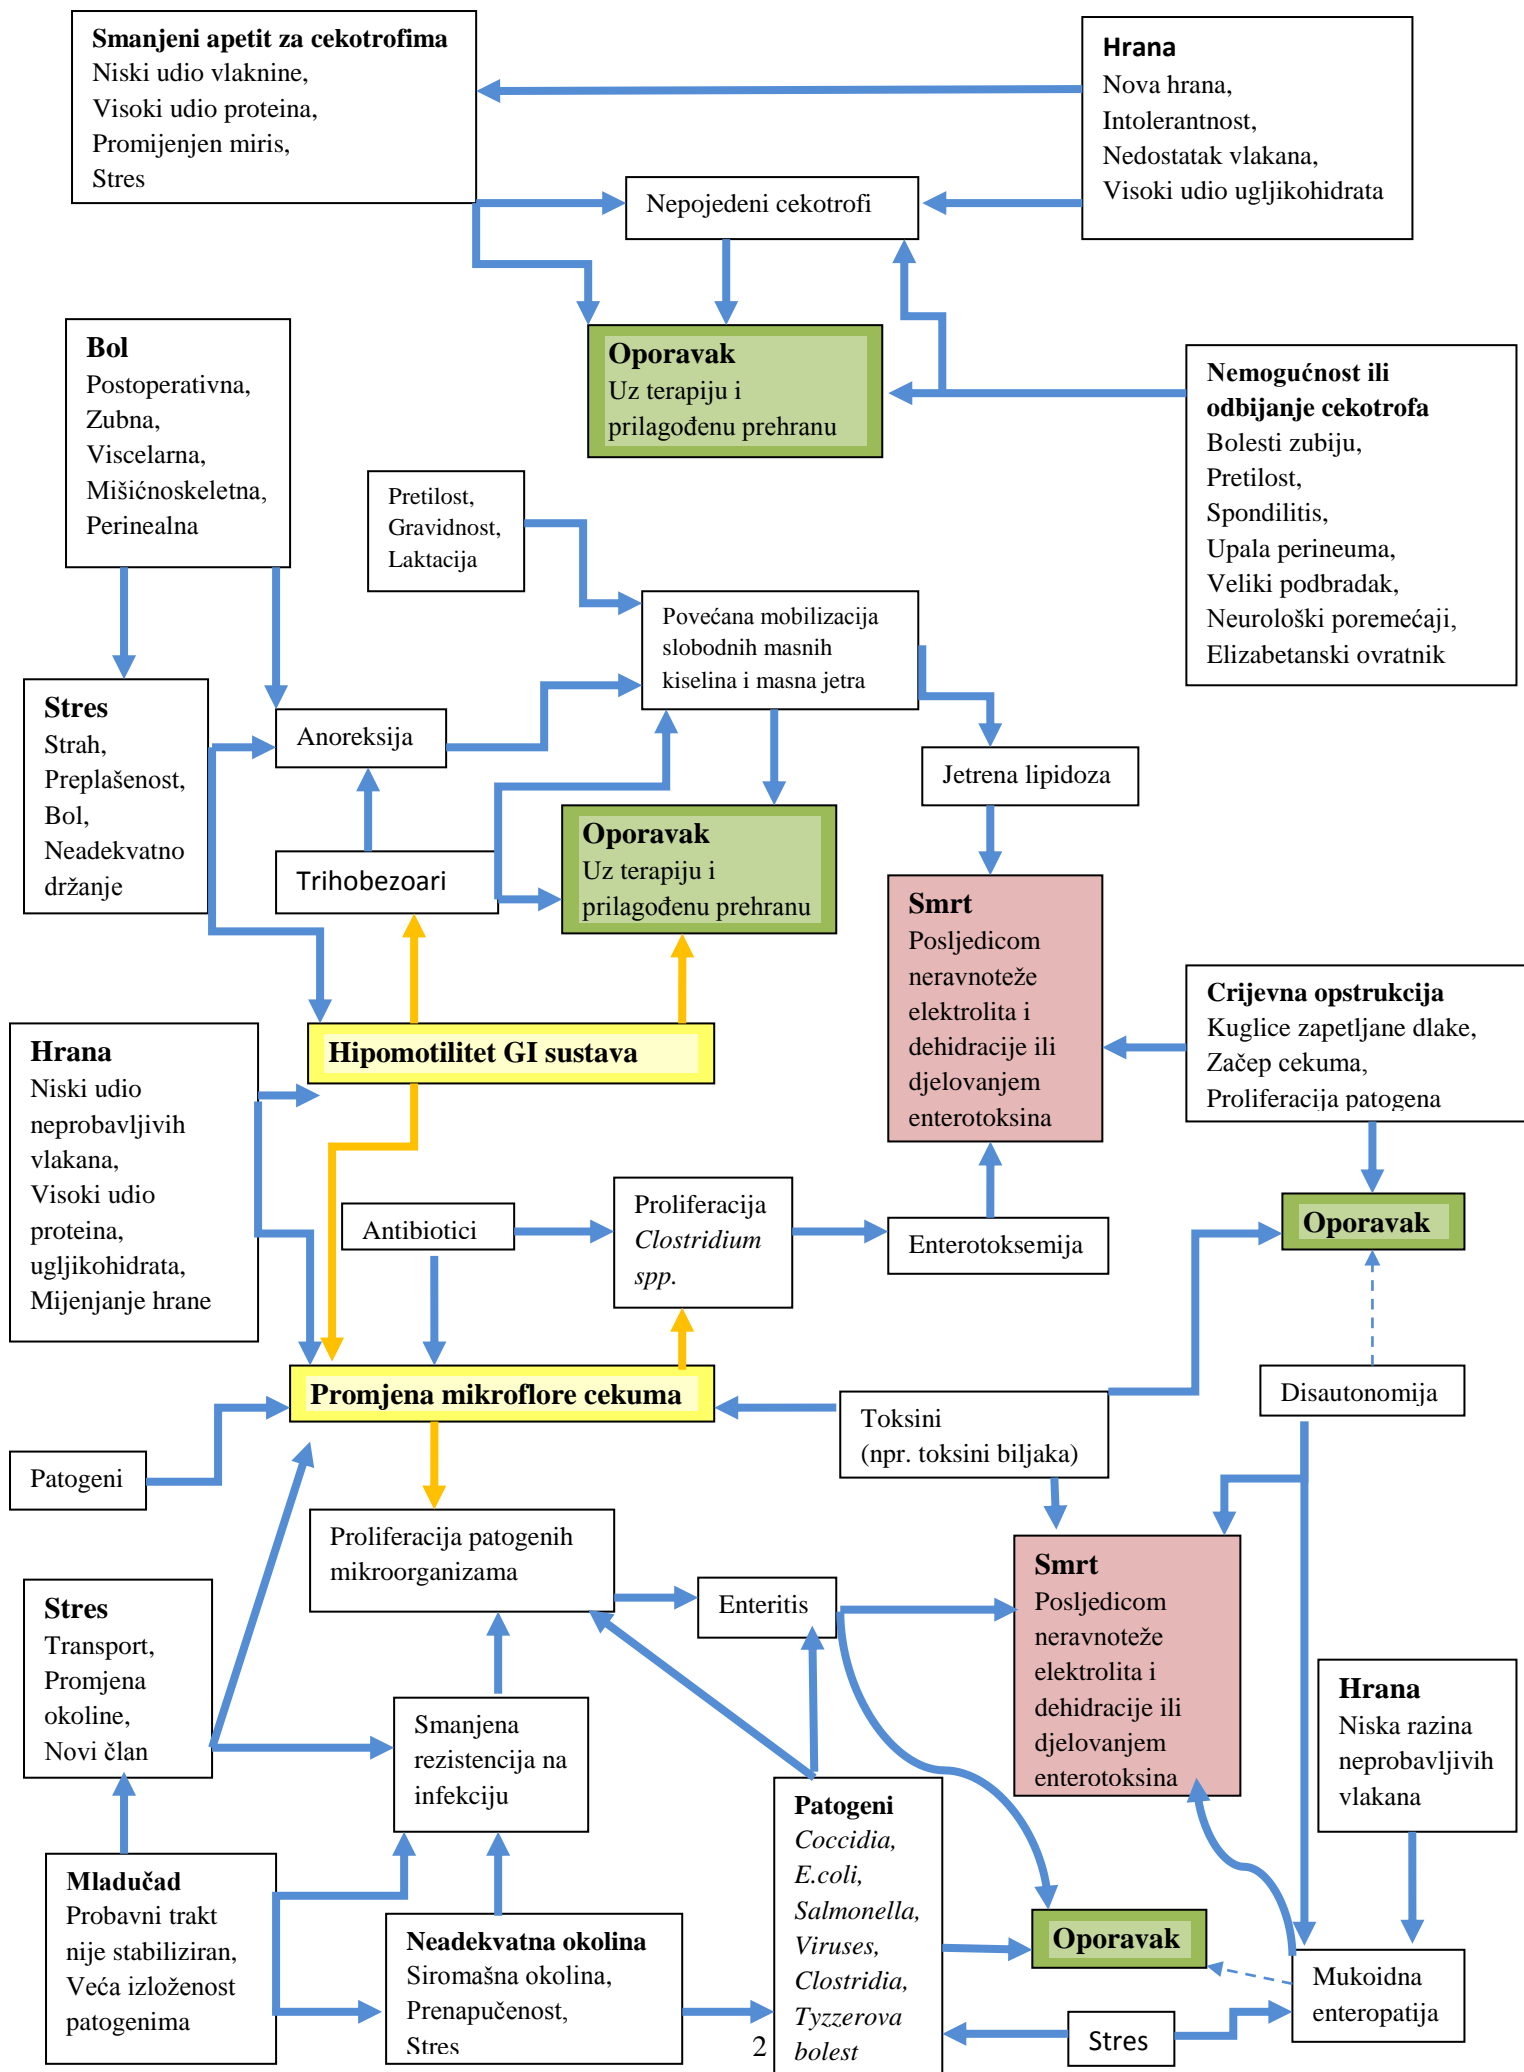 Smanjeni apetit za cekotrofima
Niski udio vlaknine,
Visoki udio proteina,
Promijenjen miris,
Stres
Hrana
Nova hrana,
Intolerantnost,
Nedostatak vlakana,
Visoki udio ugljikohidrata
Nepojedeni cekotrofi
Oporavak
Uz terapiju i
prilagođenu prehranu
Bol
Postoperativna,
Zubna,
Viscelarna,
Mišićnoskeletna,
Perinealna
Nemogućnost ili
odbijanje cekotrofa
Bolesti zubiju,
Pretilost,
Spondilitis,
Upala perineuma,
Veliki podbradak,
Neurološki poremećaji,
Elizabetanski ovratnik
Pretilost,
Gravidnost,
Laktacija
Povećana mobilizacija
slobodnih masnih
kiselina i masna jetra
Stres
Strah,
Preplašenost,
Bol,
Neadekvatno
držanje
Anoreksija
Jetrena lipidoza
Trihobezoari
Oporavak
Uz terapiju i
prilagođenu prehranu
Smrt
Posljedicom
neravnoteže
elektrolita i
dehidracije ili
djelovanjem
enterotoksina
Crijevna opstrukcija
Kuglice zapetljane dlake,
Začep cekuma,
Proliferacija patogena
Hipomotilitet GI sustava
Hrana
Niski udio
neprobavljivih
vlakana,
Visoki udio
proteina,
ugljikohidrata,
Mijenjanje hrane
Antibiotici
Proliferacija
Clostridium
spp.
Enterotoksemija
Oporavak
Promjena mikroflore cekuma
Toksini
(npr. toksini biljaka)
Disautonomija
Patogeni
Proliferacija patogenih
mikroorganizama
Enteritis
Smrt
Posljedicom
neravnoteže
elektrolita i
dehidracije ili
djelovanjem
enterotoksina
Stres
Transport,
Promjena
okoline,
Novi član
Smanjena
rezistencija na
infekciju
Hrana
Niska razina
neprobavljivih
vlakana
Mladučad
Probavni trakt
nije stabiliziran,
Veća izloženost
patogenima
Neadekvatna okolina
Siromašna okolina,
Prenapučenost,
Stres
Patogeni
Coccidia,
E.coli,
Salmonella,
Viruses,
Clostridia,
Tyzzerova
bolest
Oporavak
Mukoidna
enteropatija
Stres
2